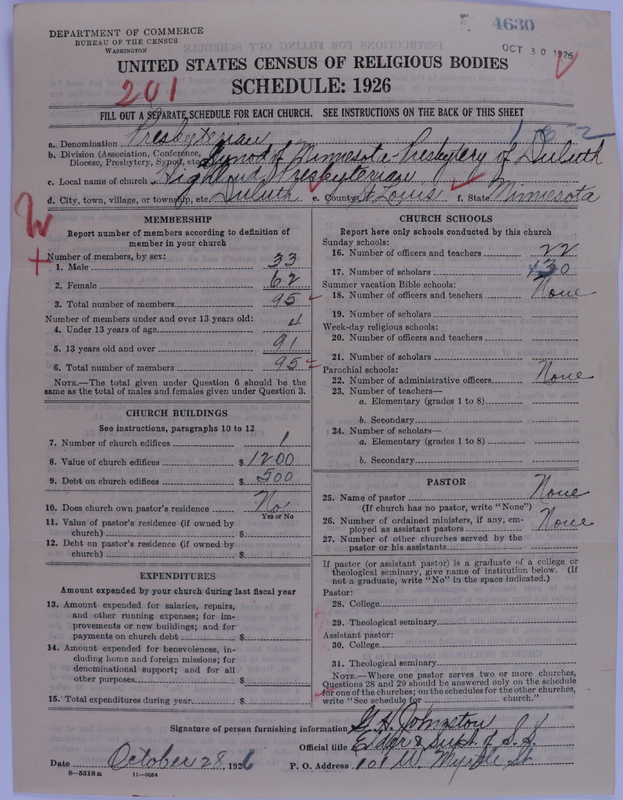 DEPARTMENT OF COMMERCE
BUREAU OF THE CENSUS
WASHINGTON
4630
OCT 30 1926
UNITED STATES CENSUS OF RELIGIOUS BODIES
SCHEDULE: 1926
201
FILL OUT A SEPARATE SCHEDULE FOR EACH CHURCH. SEE INSTRUCTIONS ON THE BACK OF THIS SHEET
a. Denomination Presbyterian
b. Division (Association, Conference, Diocese, Presbytery, Synod, etc. Synod of Minnesota - Presbytery of Duluth
c. Local name of church Highland Presbyterian
d. City, town, village, or township, etc. Duluth e. County St. Louis f. State Minnesota
MEMBERSHIP
Report number of members according to definition of
member in your church
Number of members, by sex:
1. Male 33
2. Female 62
3. Total number of members 95
Number of members under and over 13 years old:
4. Under 13 years of age 4
5. 13 years old and over 91
6. Total number of members 95
NOTE.—The total given under Question 6 should be the
same as the total of males and females given under Question 3.
CHURCH BUILDINGS
See instructions, paragraphs 10 to 12
7. Number of church edifices 1
8. Value of church edifices $1200
9. Debt on church edifices $500
10. Does church own pastor's residence No
Yes or No
11. Value of pastor's residence (if owned by
church) $
12. Debt on pastor's residence (if owned by
church) $
EXPENDITURES
Amount expended by your church during last fiscal year
13. Amount expended for salaries, repairs,
and other running expenses; for im-
provements or new buildings; and for
payments on church debt $
14. Amount expended for benevolences, in-
cluding home and foreign missions; for
denominational support; and for all
other purposes $
15. Total expenditures during year $
CHURCH SCHOOLS
Report here only schools conducted by this church
Sunday schools:
16. Number of officers and teachers 22
17. Number of scholars
Summer vacation Bible schools:
18. Number of officers and teachers None
19. Number of scholars
Week-day religious schools:
20. Number of officers and teachers
21. Number of scholars
Parochial schools:
22. Number of administrative officers None
23. Number of teachers—
a. Elementary (grades 1 to 8)
b. Secondary
24. Number of scholars—
a. Elementary (grades 1 to 8)
b. Secondary
PASTOR
25. Name of pastor None
(If church has no pastor, write "None")
26. Number of ordained ministers, if any, em-
ployed as assistant pastors None
27. Number of other churches served by the
pastor or his assistants
If pastor (or assistant pastor) is a graduate of a college or
theological seminary, give name of institution below. (If
not a graduate, write "No" in the space indicated.)
Pastor:
28. College
29. Theological seminary
Assistant pastor:
30. College
31. Theological seminary
NOTE.—Where one pastor serves two or more churches,
Questions 28 and 29 should be answered only on the schedule
for one of the churches; on the schedules for the other churches,
write "See schedule for church."
Signature of person furnishing information Johnston
Official title Elder & Supt of S.S.
Date October 28, 1926 P. O. Address 101 W. Myrtle St.
8—5518 a 11—9654